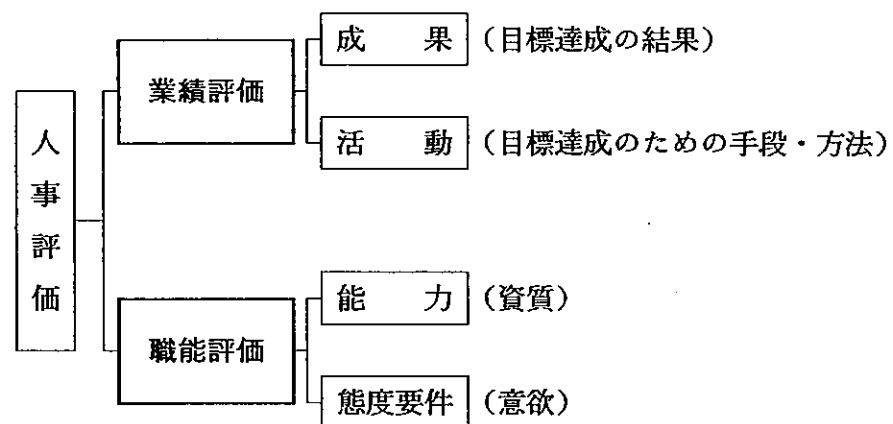 人事評価
業績評価
成果（目標達成の結果）
活動（目標達成のための手段・方法）
職能評価
能力（資質）
態度要件（意欲）